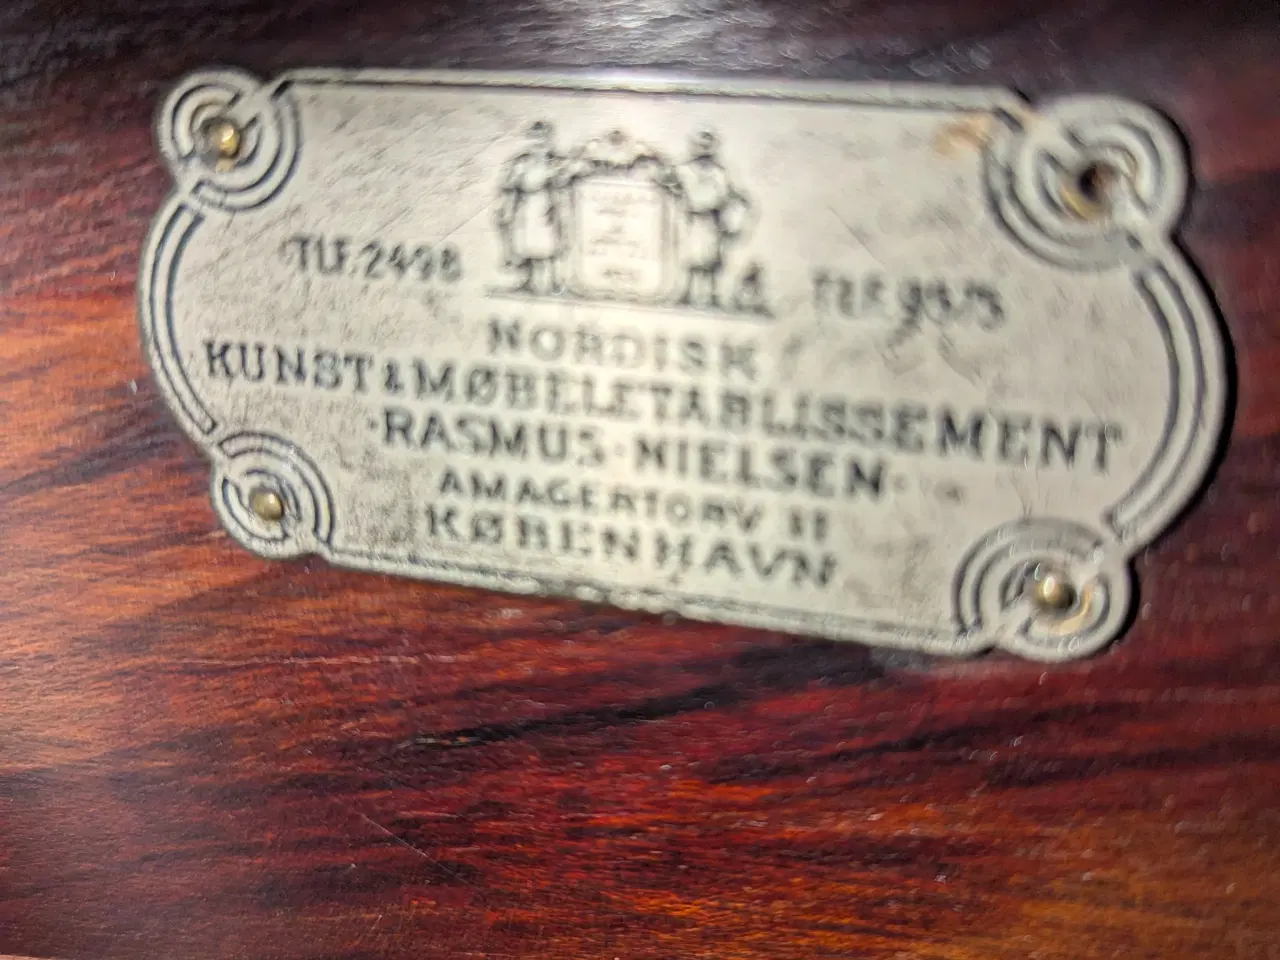 TLF. 2498
NORDISK
KUNST & MØBELETABLISSEMENT
·RASMUS·NIELSEN·
AMAGERTORV 11
KØBENHAVN